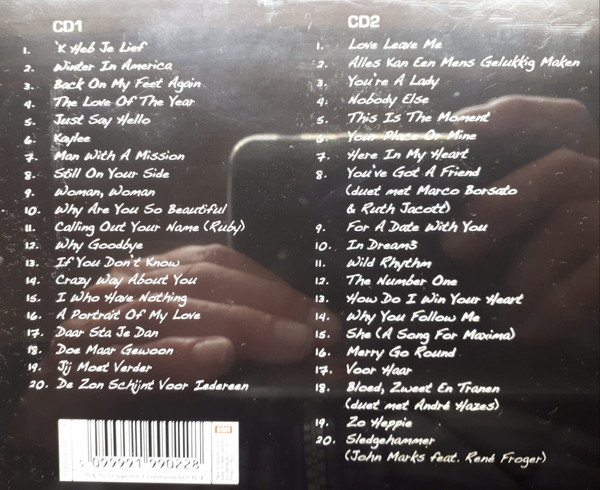 CD1
1. 'K Heb Je Lief
2. Winter In America
3. Back On My Feet Again
4. The Love Of The Year
5. Just Say Hello
6. Kaylee
7. Man With A Mission
8. Still On Your Side
9. Woman, Woman
10. Why Are You So Beautiful
11. Calling Out Your Name (Ruby)
12. Why Goodbye
13. If You Don't Know
14. Crazy Way About You
15. I Who Have Nothing
16. A Portrait Of My Love
17. Daar Sta Je Dan
18. Doe Maar Gewoon
19. Jij Moet Verder
20. De Zon Schijnt Voor Iedereen
CD2
1. Love Leave Me
2. Alles Kan Een Mens Gelukkig Maken
3. You're A Lady
4. Nobody Else
5. This Is The Moment
6. Your Place Or Mine
7. Here In My Heart
8. You've Got A Friend
(duet met Marco Borsato
& Ruth Jacott)
9. For A Date With You
10. In Dreams
11. Wild Rhythm
12. The Number One
13. How Do I Win Your Heart
14. Why You Follow Me
15. She (A Song For Maxima)
16. Merry Go Round
17. Voor Haar
18. Bloed, Zweet En Tranen
(duet met André Hazes)
19. Zo Heppie
20. Sledgehammer
(John Marks feat. René Froger)
EMI
5 099991 990228